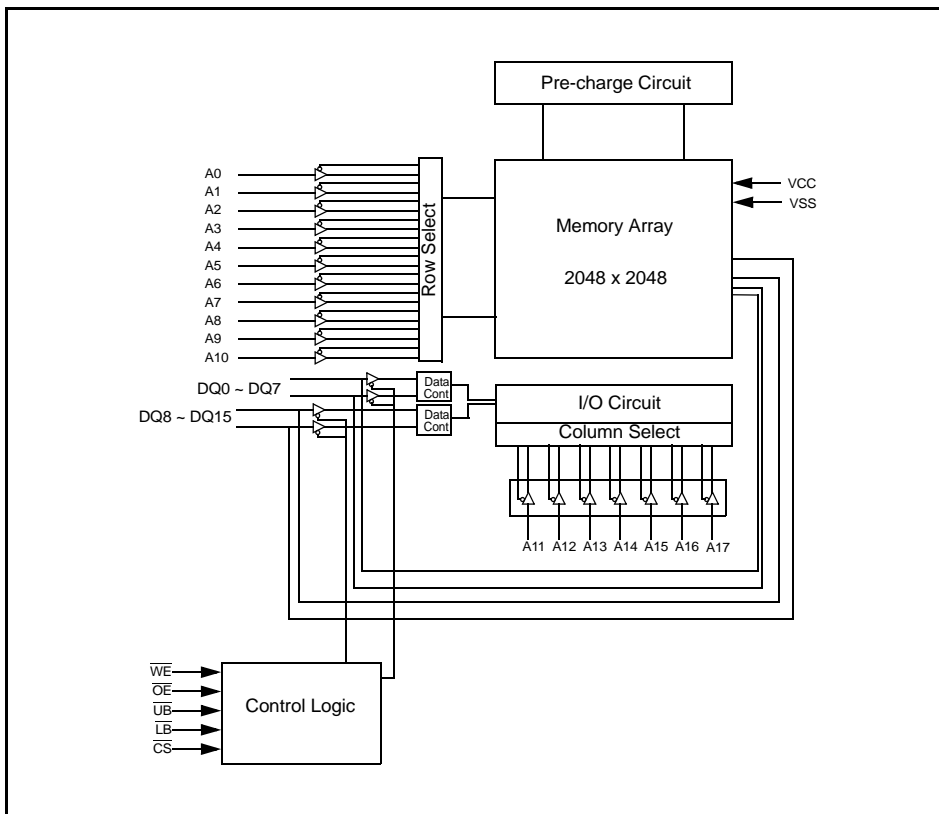 Pre-charge Circuit
A0
A1
A2
A3
A4
A5
A6
A7
A8
A9
A10
Row Select
Memory Array
2048 x 2048
VCC
VSS
DQ0 ~ DQ7
DQ8 ~ DQ15
Data
Cont
Data
Cont
I/O Circuit
Column Select
A11 A12 A13 A14 A15 A16 A17
WE
OE
UB
LB
CS
Control Logic